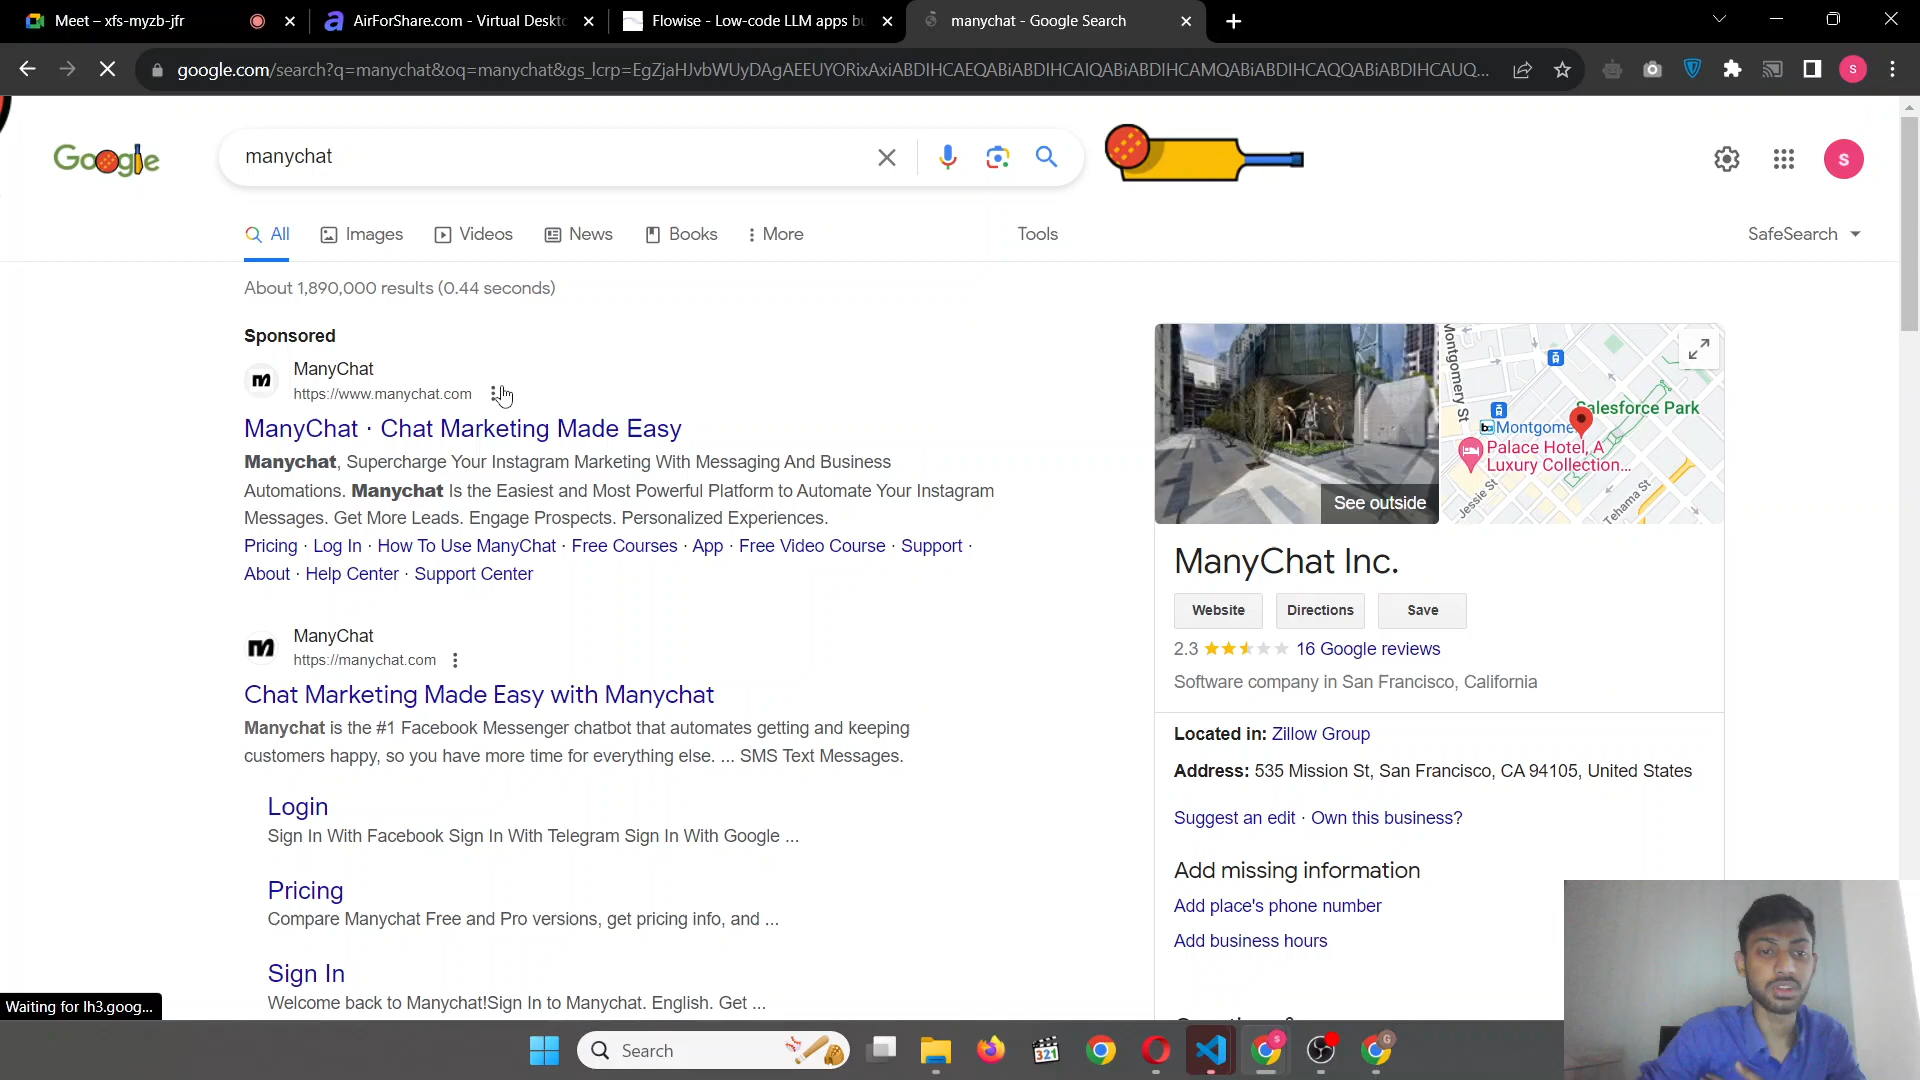 Meet – xfs-myzb-jfr
AirForShare.com - Virtual Deskto
Flowise - Low-code LLM apps bu
manychat - Google Search
google.com/search?q=manychat&oq=manychat&gs_lcrp=EgZjaHJvbWUyDAgAEEUYORixAxiABDIHCAEQABiABDIHCAIQABiABDIHCAMQABiABDIHCAQQABiABDIHCAUQ...
S
Google
manychat
S
All
Images
Videos
News
Books
More
Tools
SafeSearch
About 1,890,000 results (0.44 seconds)
Sponsored
ManyChat
https://www.manychat.com
ManyChat · Chat Marketing Made Easy
Manychat, Supercharge Your Instagram Marketing With Messaging And Business
Automations. Manychat Is the Easiest and Most Powerful Platform to Automate Your Instagram
Messages. Get More Leads. Engage Prospects. Personalized Experiences.
Pricing · Log In · How To Use ManyChat · Free Courses · App · Free Video Course · Support ·
About · Help Center · Support Center
ManyChat
https://manychat.com
Chat Marketing Made Easy with Manychat
Manychat is the #1 Facebook Messenger chatbot that automates getting and keeping
customers happy, so you have more time for everything else. ... SMS Text Messages.
Login
Sign In With Facebook Sign In With Telegram Sign In With Google ...
Pricing
Compare Manychat Free and Pro versions, get pricing info, and ...
Sign In
Welcome back to Manychat!Sign In to Manychat. English. Get ...
See outside
Montgomery St
Salesforce Park
Montgome
Palace Hotel, A
Luxury Collection...
Jessie St
Tehama St
ManyChat Inc.
Website
Directions
Save
2.3
16 Google reviews
Software company in San Francisco, California
Located in: Zillow Group
Address: 535 Mission St, San Francisco, CA 94105, United States
Suggest an edit · Own this business?
Add missing information
Add place's phone number
Add business hours
Waiting for lh3.goog...
Search
321
S
G